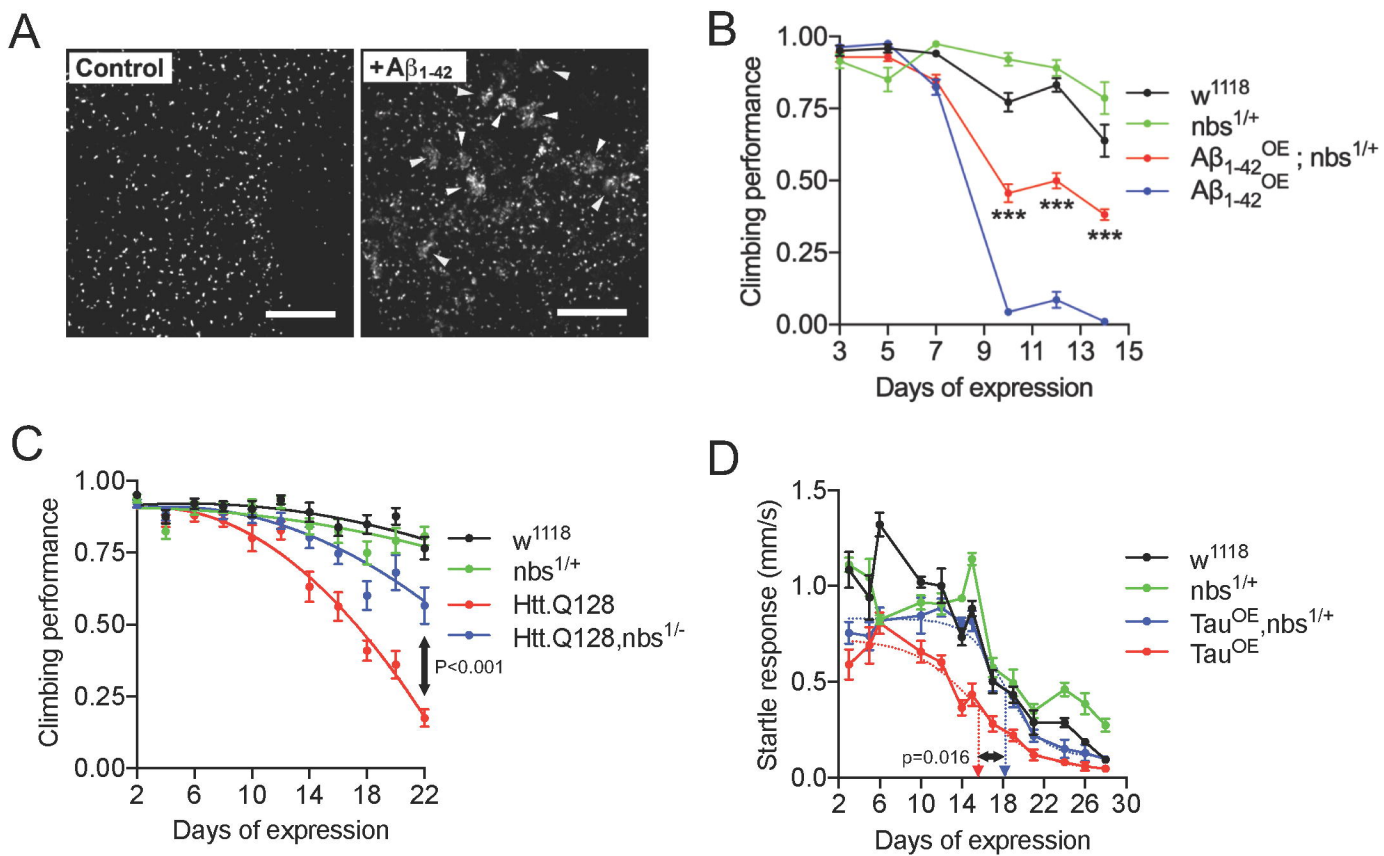 A
Control
+Aβ1-42
B
Climbing performance
1.00
0.75
0.50
0.25
0.00
3 5 7 9 11 13 15
Days of expression
***
***
***
w1118
nbs1/+
Aβ1-42OE ; nbs1/+
Aβ1-42OE
C
Climbing performance
1.00
0.75
0.50
0.25
0.00
2 6 10 14 18 22
Days of expression
P<0.001
w1118
nbs1/+
Htt.Q128
Htt.Q128,nbs1/-
D
Startle response (mm/s)
1.5
1.0
0.5
0.0
2 6 10 14 18 22 26 30
Days of expression
p=0.016
w1118
nbs1/+
TauOE,nbs1/+
TauOE